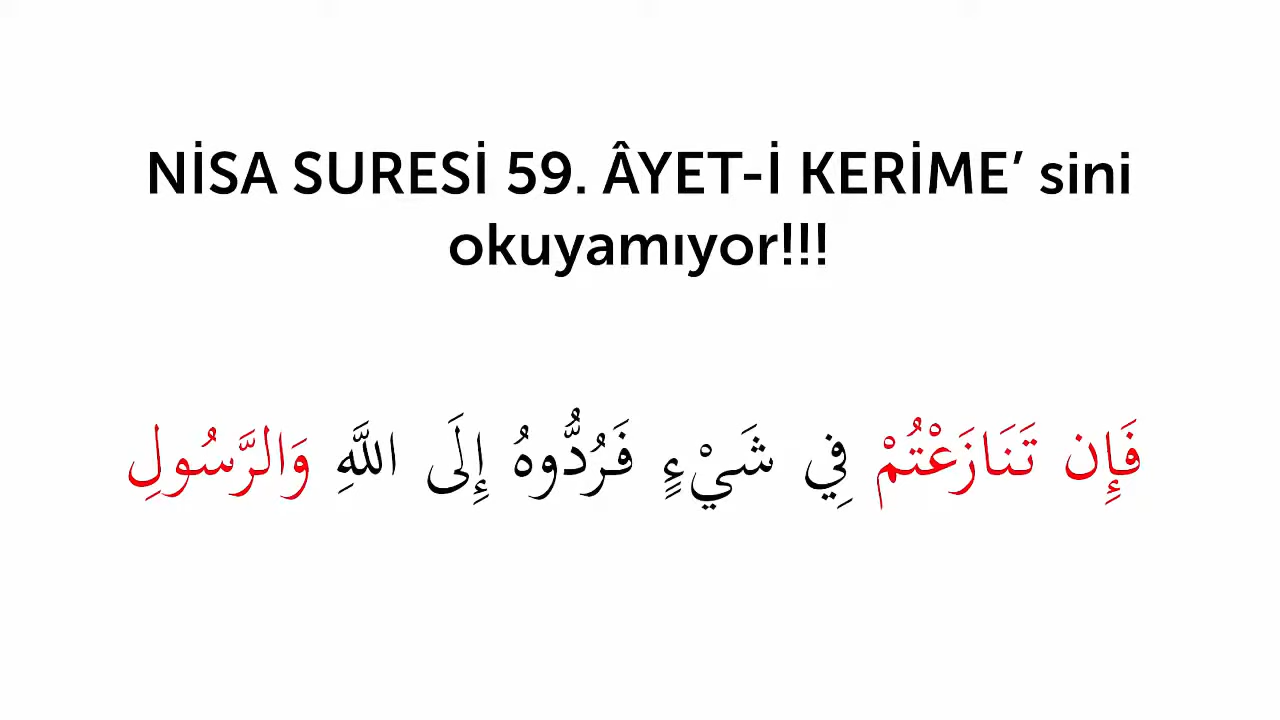 NİSA SURESİ 59. ÂYET-İ KERİME’ sini
okuyamıyor!!!
فَإِن تَنَازَعْتُمْ فِي شَيْءٍ فَرُدُّوهُ إِلَى اللَّهِ وَالرَّسُولِ